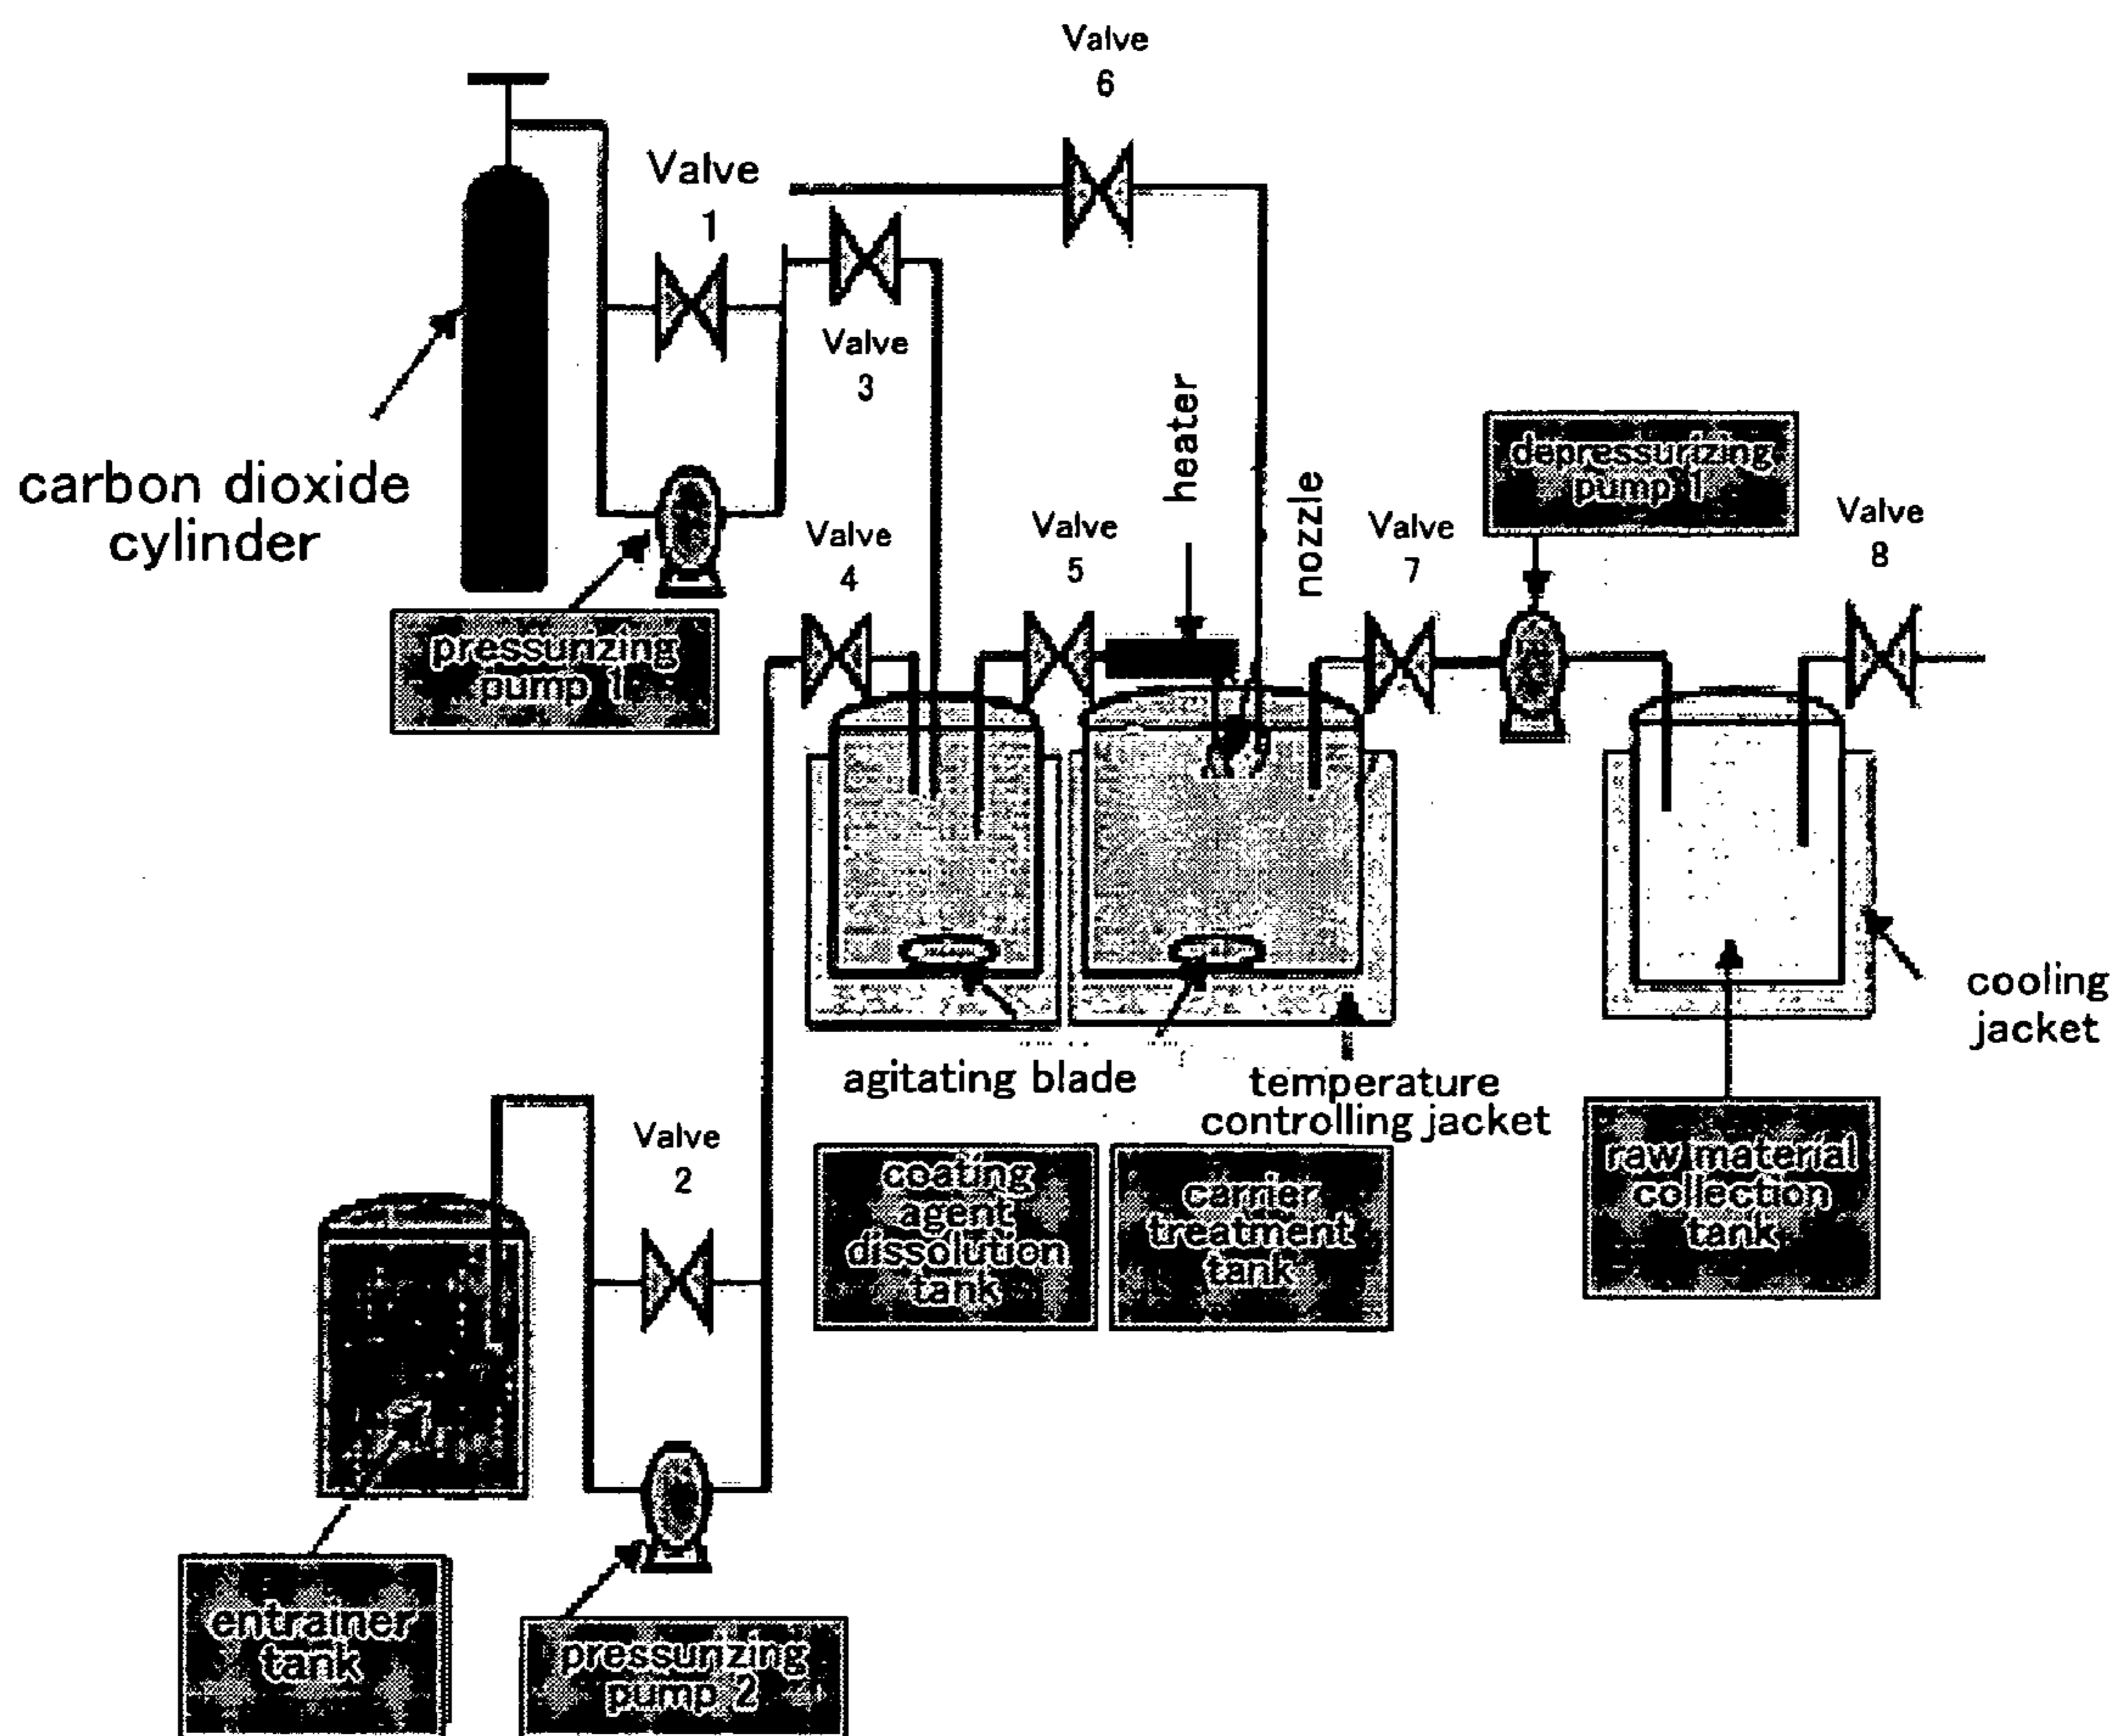 Valve
6
Valve
1
Valve
3
heater
nozzle
depressurizing
pump 1
carbon dioxide
cylinder
Valve
4
Valve
5
Valve
7
Valve
8
pressurizing
pump 1
cooling
jacket
agitating blade
temperature
controlling jacket
Valve
2
coating
agent
dissolution
tank
carrier
treatment
tank
raw material
collection
tank
entrainer
tank
pressurizing
pump 2